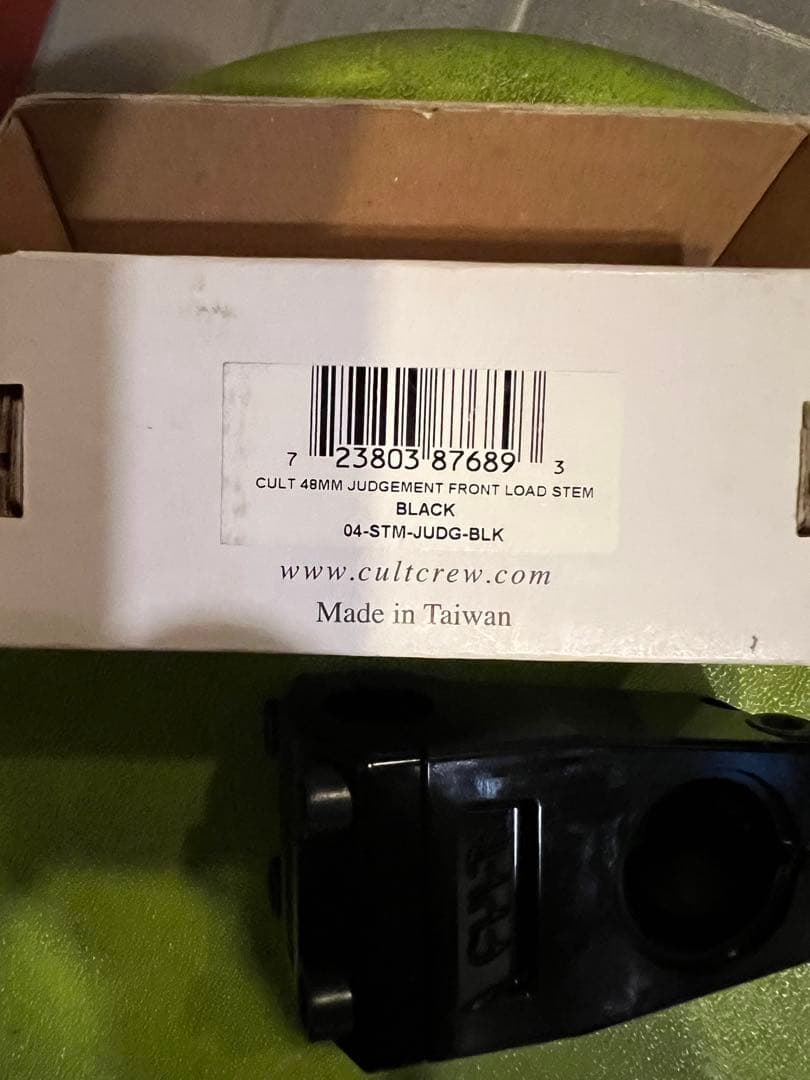 7 23803 87689 3
CULT 48MM JUDGEMENT FRONT LOAD STEM
BLACK
04-STM-JUDG-BLK
www.cultcrew.com
Made in Taiwan